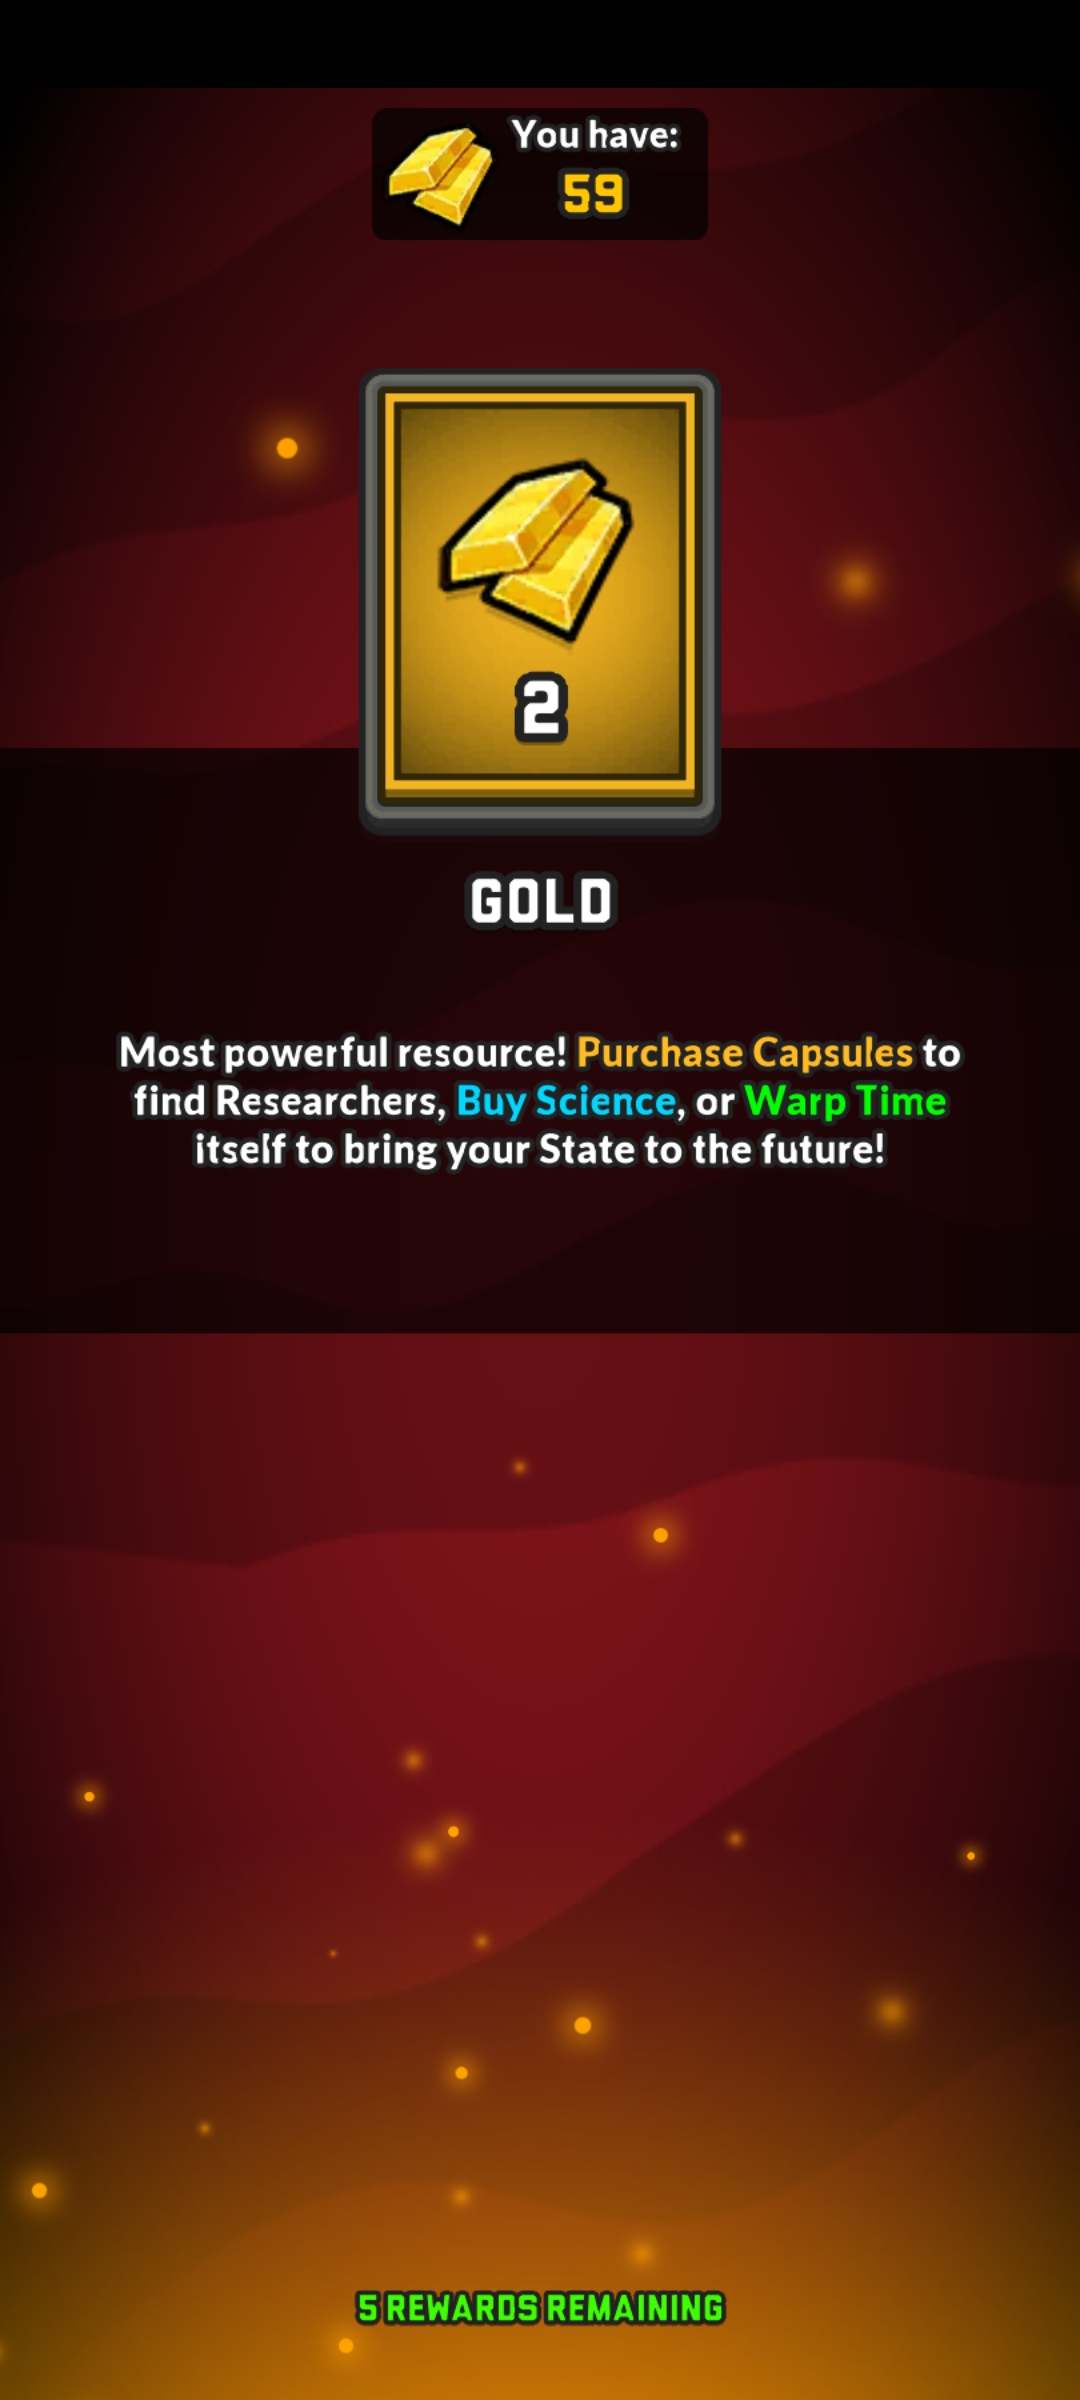 You have:
59
2
GOLD
Most powerful resource! Purchase Capsules to
find Researchers, Buy Science, or Warp Time
itself to bring your State to the future!
5 REWARDS REMAINING